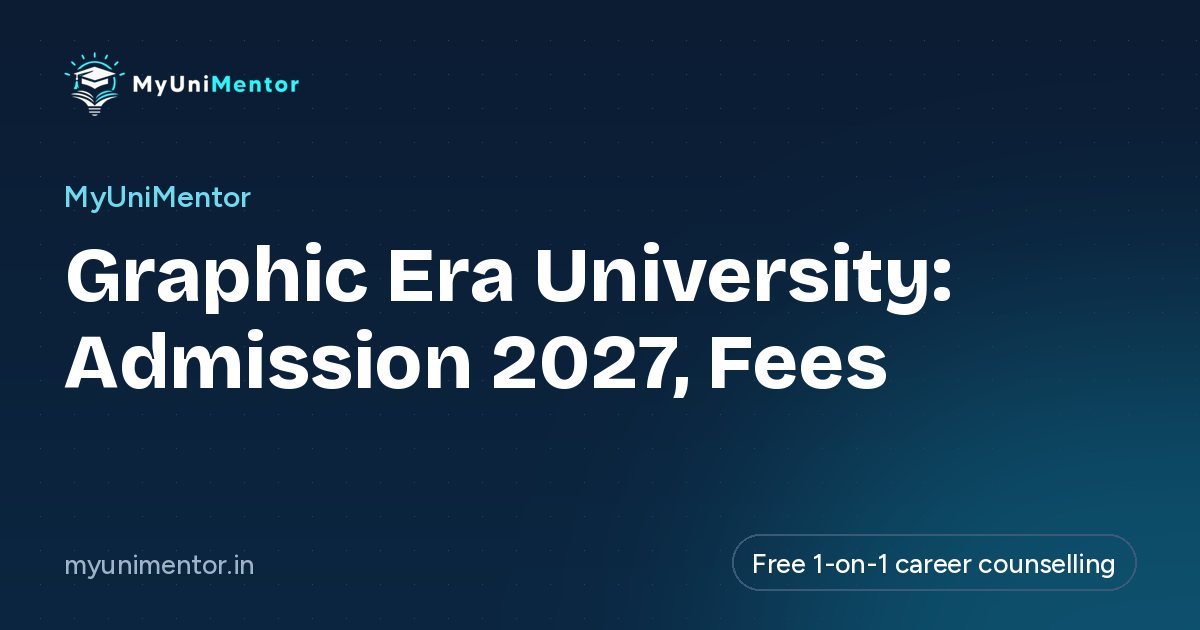 MyUniMentor
MyUniMentor
Graphic Era University:
Admission 2027, Fees
myunimentor.in
Free 1-on-1 career counselling